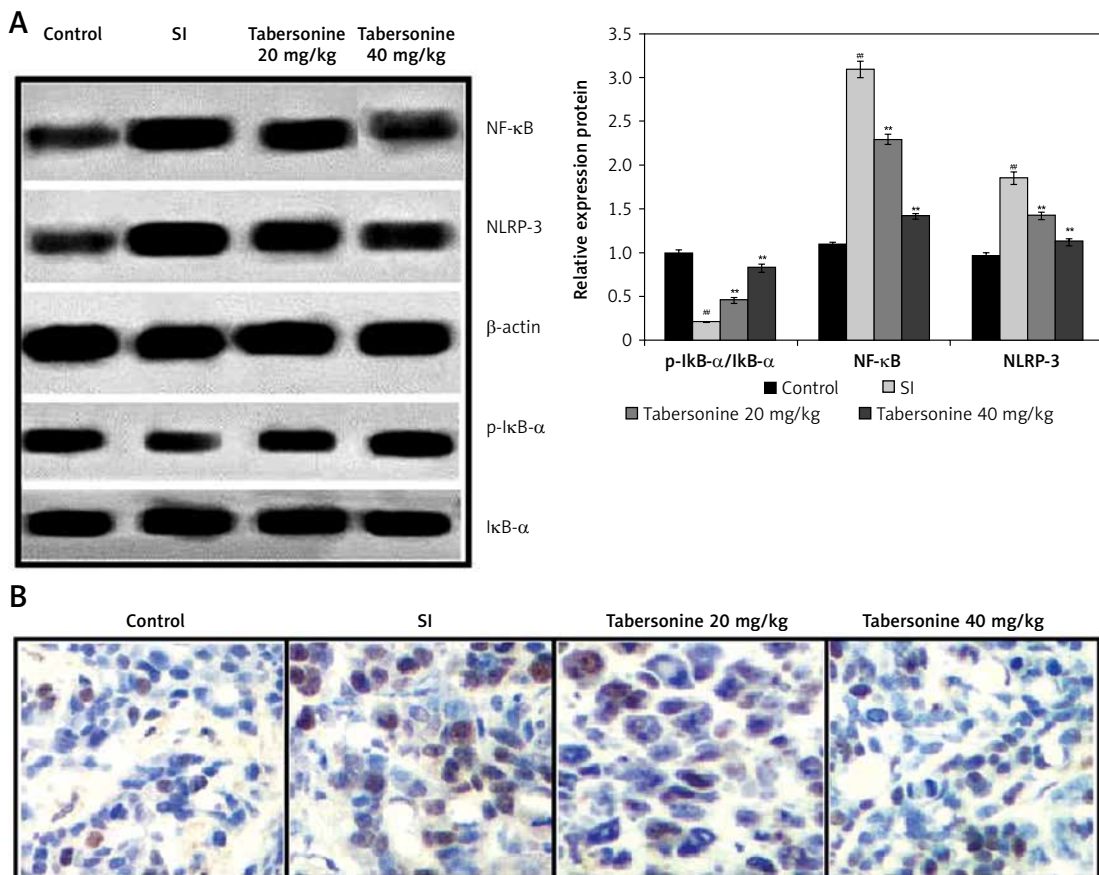 A
Control SI Tabersonine 20 mg/kg Tabersonine 40 mg/kg
NF-κB
NLRP-3
β-actin
p-IκB-α
IκB-α
Relative expression protein
3.5
3.0
2.5
2.0
1.5
1.0
0.5
0
## ** **
## ** **
## ** **
p-IkB-α/IkB-α NF-κB NLRP-3
Control SI
Tabersonine 20 mg/kg Tabersonine 40 mg/kg
B
Control SI Tabersonine 20 mg/kg Tabersonine 40 mg/kg